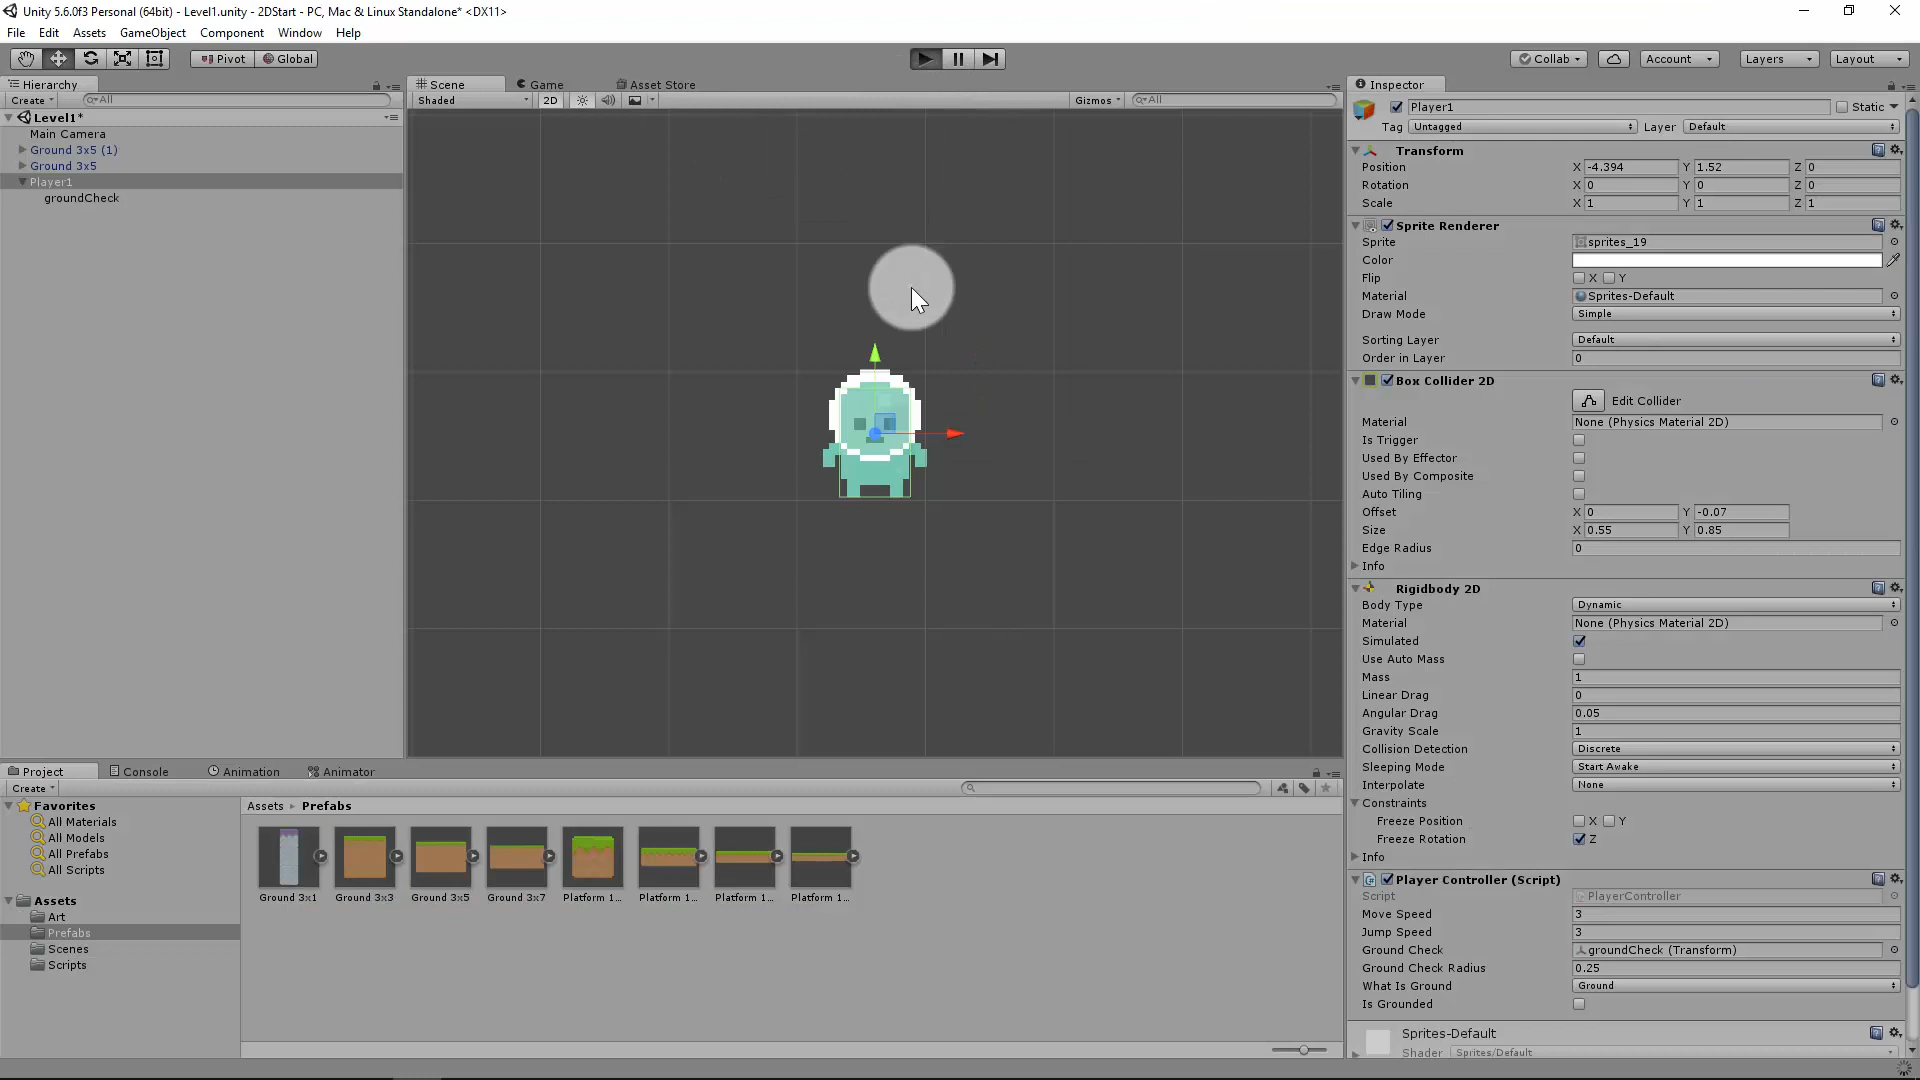 Unity 5.6.0f3 Personal (64bit) - Level1.unity - 2DStart - PC, Mac & Linux Standalone* <DX11>
File Edit Assets GameObject Component Window Help
Pivot Global Collab Account Layers Layout
Hierarchy
Create All
Level1*
Main Camera
Ground 3x5 (1)
Ground 3x5
Player1
groundCheck
Scene Game Asset Store
Shaded 2D Gizmos All
Inspector
Player1 Static
Tag Untagged Layer Default
Transform
Position X -4.394 Y 1.52 Z 0
Rotation X 0 Y 0 Z 0
Scale X 1 Y 1 Z 1
Sprite Renderer
Sprite sprites_19
Color
Flip X Y
Material Sprites-Default
Draw Mode Simple
Sorting Layer Default
Order in Layer 0
Box Collider 2D
Edit Collider
Material None (Physics Material 2D)
Is Trigger
Used By Effector
Used By Composite
Auto Tiling
Offset X 0 Y -0.07
Size X 0.55 Y 0.85
Edge Radius 0
Info
Rigidbody 2D
Body Type Dynamic
Material None (Physics Material 2D)
Simulated
Use Auto Mass
Mass 1
Linear Drag 0
Angular Drag 0.05
Gravity Scale 1
Collision Detection Discrete
Sleeping Mode Start Awake
Interpolate None
Constraints
Freeze Position X Y
Freeze Rotation Z
Info
Player Controller (Script)
Script PlayerController
Move Speed 3
Jump Speed 3
Ground Check groundCheck (Transform)
Ground Check Radius 0.25
What Is Ground Ground
Is Grounded
Sprites-Default
Shader Sprites/Default
Project Console Animation Animator
Create
Favorites
All Materials
All Models
All Prefabs
All Scripts
Assets
Art
Prefabs
Scenes
Scripts
Assets Prefabs
Ground 3x1 Ground 3x3 Ground 3x5 Ground 3x7 Platform 1... Platform 1... Platform 1... Platform 1...